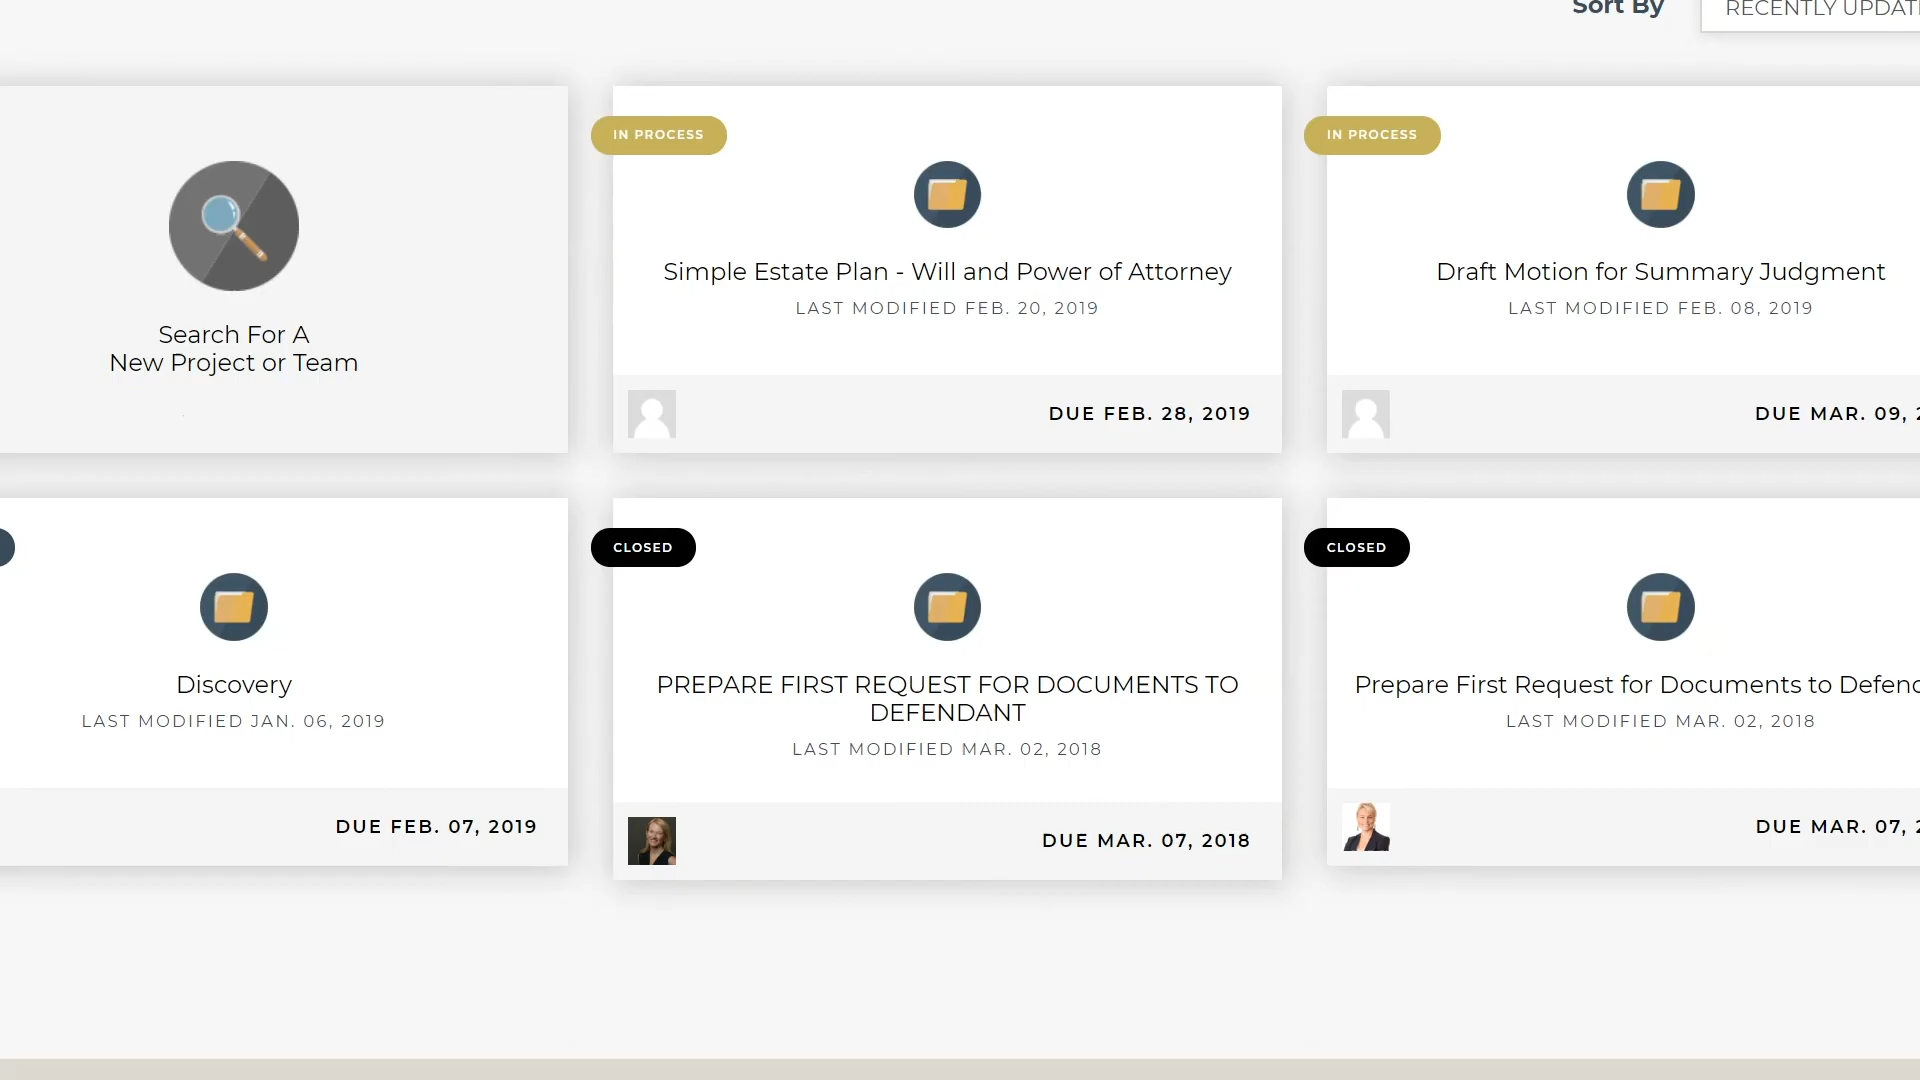 Sort By
RECENTLY
IN PROCESS
IN PROCESS
Search For A
New Project or Team
Simple Estate Plan - Will and Power of Attorney
LAST MODIFIED FEB. 20, 2019
DUE FEB. 28, 2019
Draft Motion for Summary Judgment
LAST MODIFIED FEB. 08, 2019
DUE MAR. 09,
Discovery
LAST MODIFIED JAN. 06, 2019
DUE FEB. 07, 2019
CLOSED
PREPARE FIRST REQUEST FOR DOCUMENTS TO
DEFENDANT
LAST MODIFIED MAR. 02, 2018
DUE MAR. 07, 2018
CLOSED
Prepare First Request for Documents to
LAST MODIFIED MAR. 02, 2018
DUE MAR. 07,